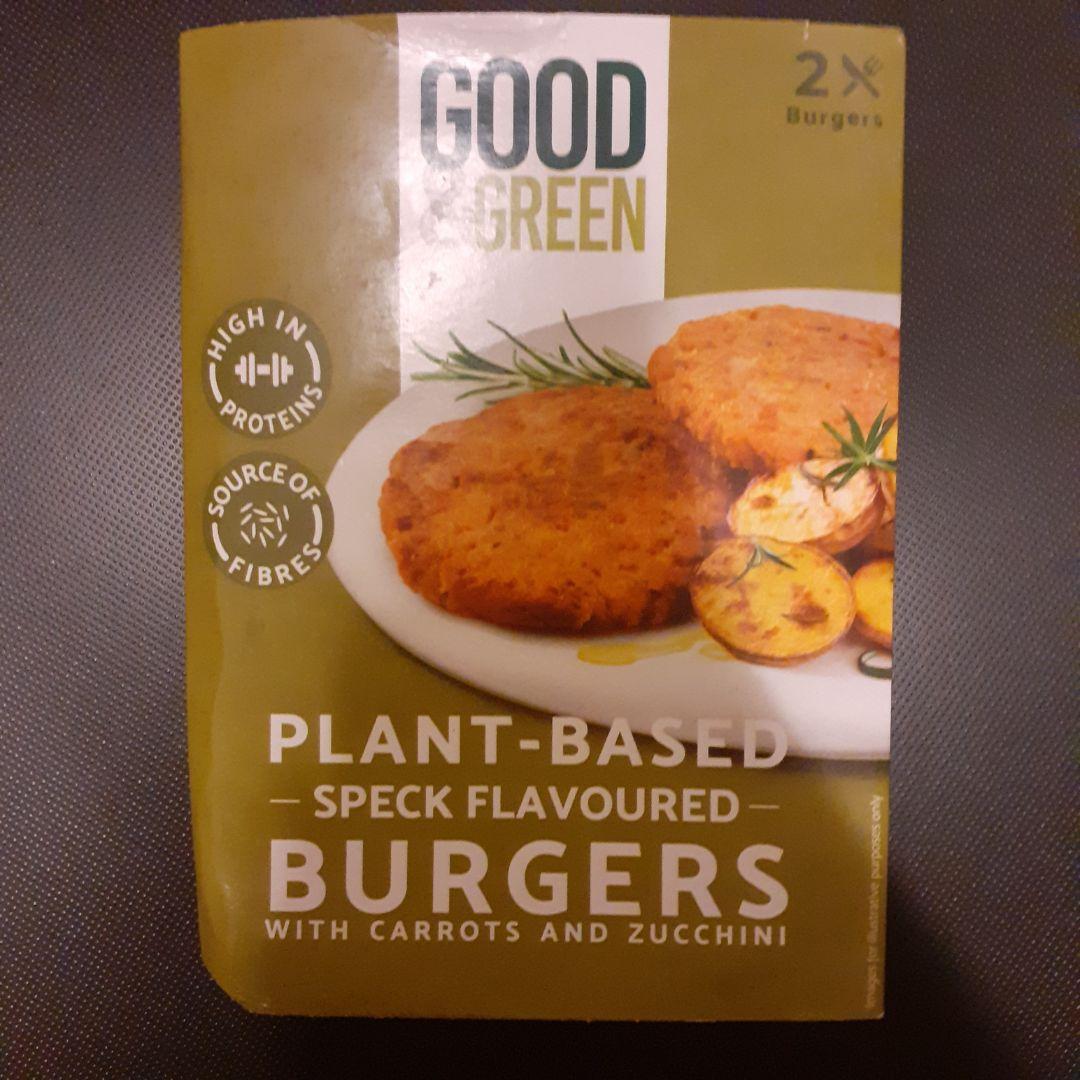 GOOD
&GREEN
2X
Burgers
HIGH IN
PROTEINS
SOURCE OF
FIBRES
PLANT-BASED
SPECK FLAVOURED
BURGERS
WITH CARROTS AND ZUCCHINI
Images for illustrative purposes only